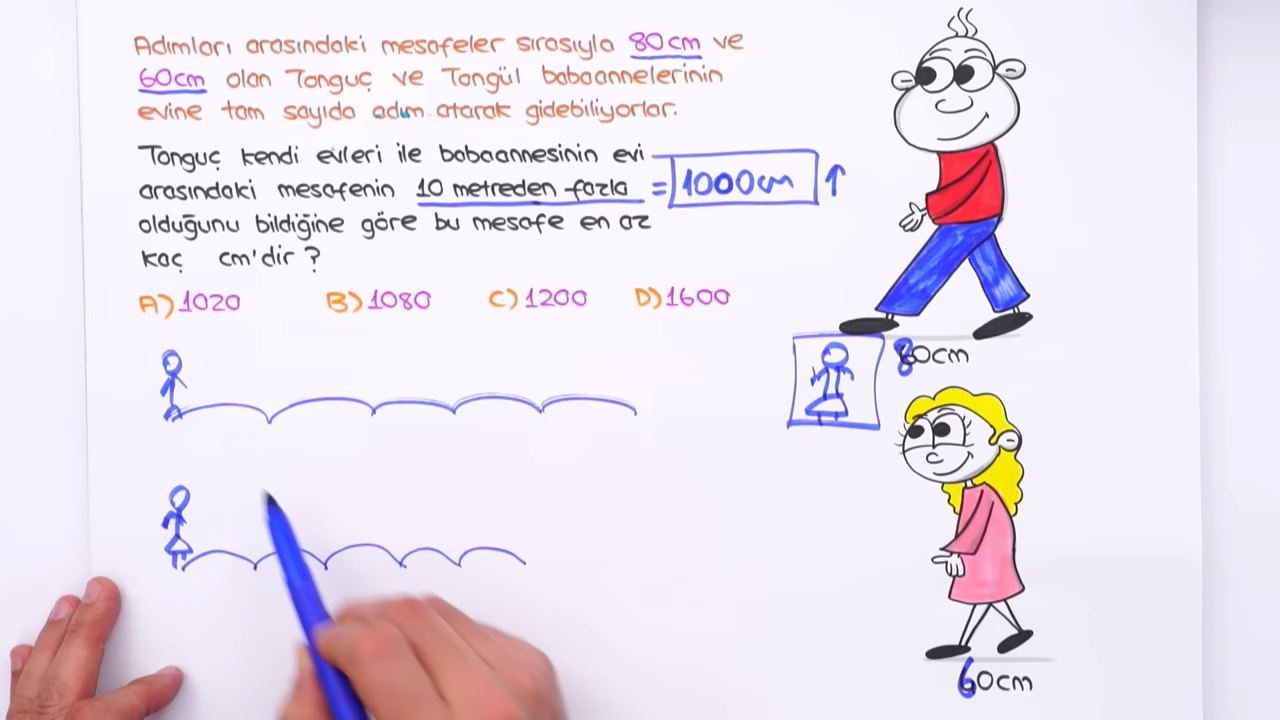 Adımları arasındaki mesafeler sırasıyla 80cm ve
60cm olan Tonguç ve Tongül babaannelerinin
evine tam sayıda adım atarak gidebiliyorlar.
Tonguç kendi evleri ile babaannesinin evi
arasındaki mesafenin 10 metreden fazla
olduğunu bildiğine göre bu mesafe en az
kaç cm'dir ?
= 1000cm ↑
A) 1020 B) 1080 C) 1200 D) 1600
80cm
60cm